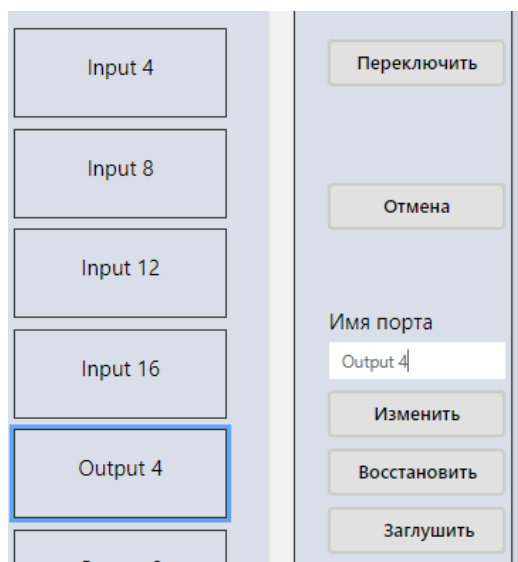 Input 4
Input 8
Input 12
Input 16
Output 4
Переключить
Отмена
Имя порта
Output 4
Изменить
Восстановить
Заглушить